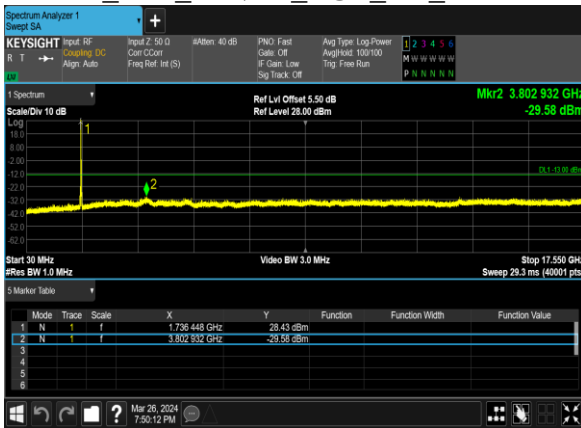 Spectrum Analyzer 1
Swept SA
KEYSIGHT Input: RF Input Z: 50 Ω #Atten: 40 dB PNO: Fast Avg Type: Log-Power 1 2 3 4 5 6
R T Coupling: DC Corr CCorr Gate: Off Avg|Hold: 100/100 M W W W W W
Align: Auto Freq Ref: Int (S) IF Gain: Low Trig: Free Run
Sig Track: Off P N N N N N
LV
1 Spectrum Ref Lvl Offset 5.50 dB Mkr2 3.802 932 GHz
Scale/Div 10 dB Ref Level 28.00 dBm -29.58 dBm
Log
18.0
1
8.00
-2.00
DL1 -13.00 dBm
-12.0
2
-22.0
-32.0
-42.0
-52.0
-62.0
Start 30 MHz Video BW 3.0 MHz Stop 17.550 GHz
#Res BW 1.0 MHz Sweep 29.3 ms (40001 pts)
5 Marker Table
Mode Trace Scale X Y Function Function Width Function Value
1 N 1 f 1.736 448 GHz 28.43 dBm
2 N 1 f 3.802 932 GHz -29.58 dBm
3
4
5
6
? Mar 26, 2024
7:50:12 PM